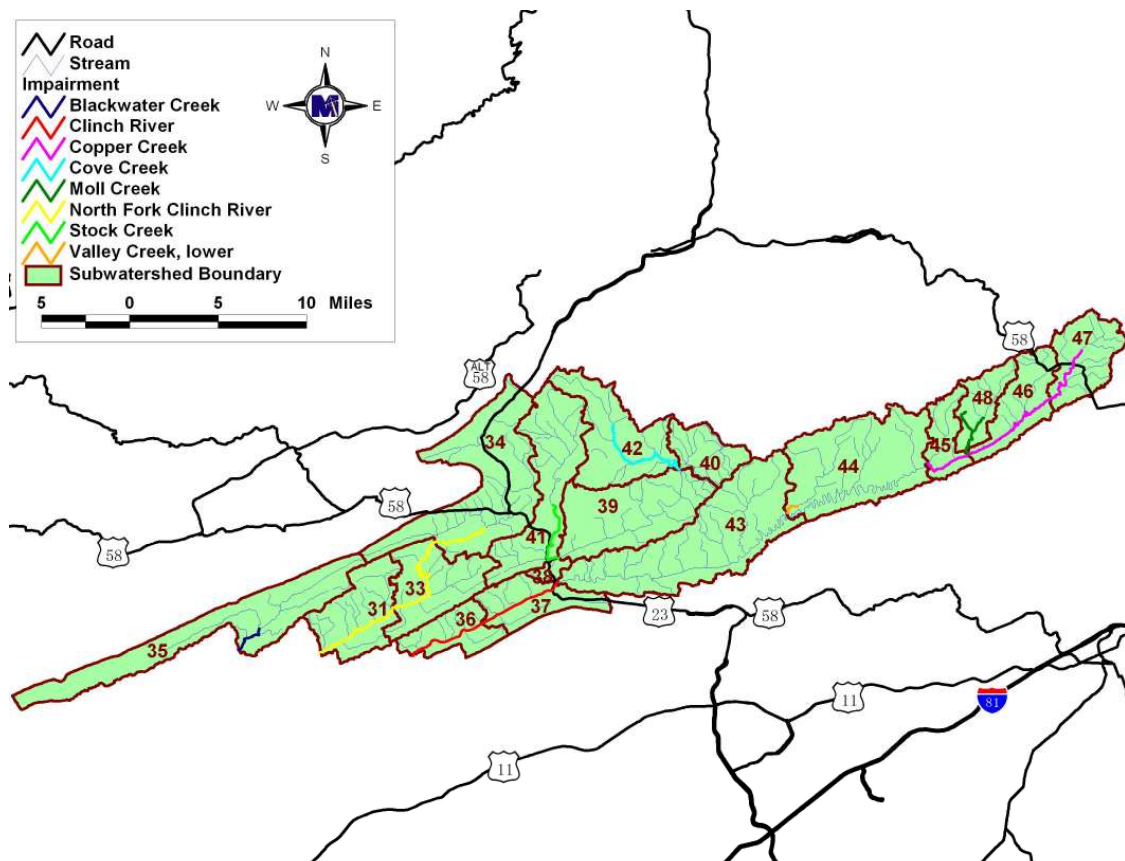 Road
Stream
Impairment
Blackwater Creek
Clinch River
Copper Creek
Cove Creek
Moll Creek
North Fork Clinch River
Stock Creek
Valley Creek, lower
Subwatershed Boundary
5 0 5 10 Miles
N
W M E
S
58
47
ALT
58
48
46
34
42
45
40
44
39
58
43
41
58
38
33
31
37
23
58
36
35
11
81
11